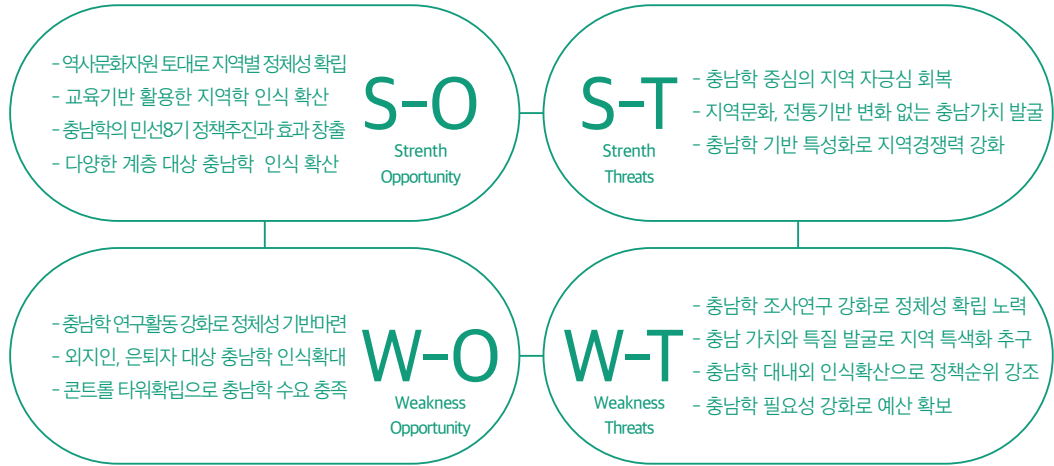 - 역사문화자원 토대로 지역별 정체성 확립
- 교육기반 활용한 지역학 인식 확산
- 충남학의 민선8기 정책추진과 효과 창출
- 다양한 계층 대상 충남학 인식 확산
S-O
Strenth
Opportunity
S-T
Strenth
Threats
- 충남학 중심의 지역 자긍심 회복
- 지역문화, 전통기반 변화 없는 충남가치 발굴
- 충남학 기반 특성화로 지역경쟁력 강화
- 충남학 연구활동 강화로 정체성 기반마련
- 외지인, 은퇴자 대상 충남학 인식확대
- 콘트롤 타워확립으로 충남학 수요 충족
W-O
Weakness
Opportunity
W-T
Weakness
Threats
- 충남학 조사연구 강화로 정체성 확립 노력
- 충남 가치와 특질 발굴로 지역 특색화 추구
- 충남학 대내외 인식확산으로 정책순위 강조
- 충남학 필요성 강화로 예산 확보